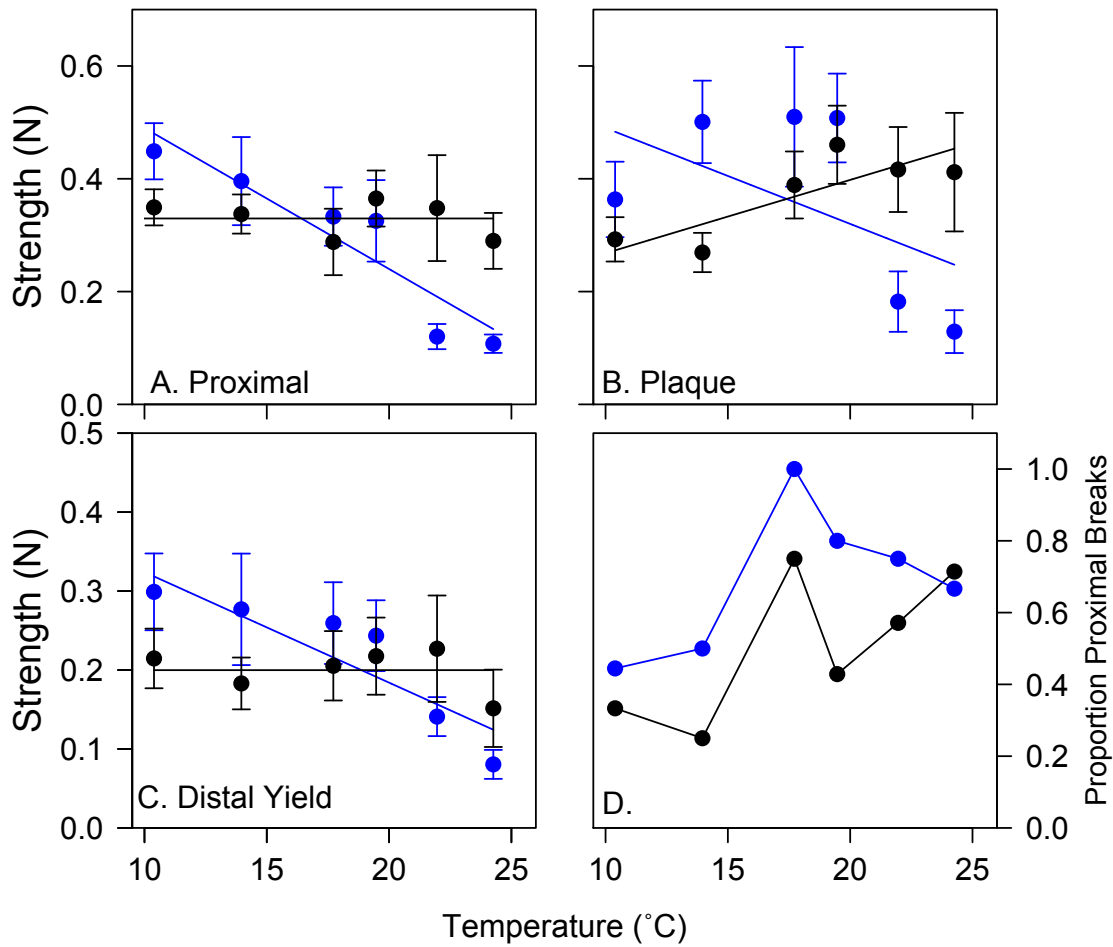 Strength (N)
0.6
0.4
0.2
0.0
A. Proximal
B. Plaque
Strength (N)
0.5
0.4
0.3
0.2
0.1
0.0
C. Distal Yield
D.
1.0
0.8
0.6
0.4
0.2
0.0
Proportion Proximal Breaks
10 15 20 25
10 15 20 25
Temperature (˚C)